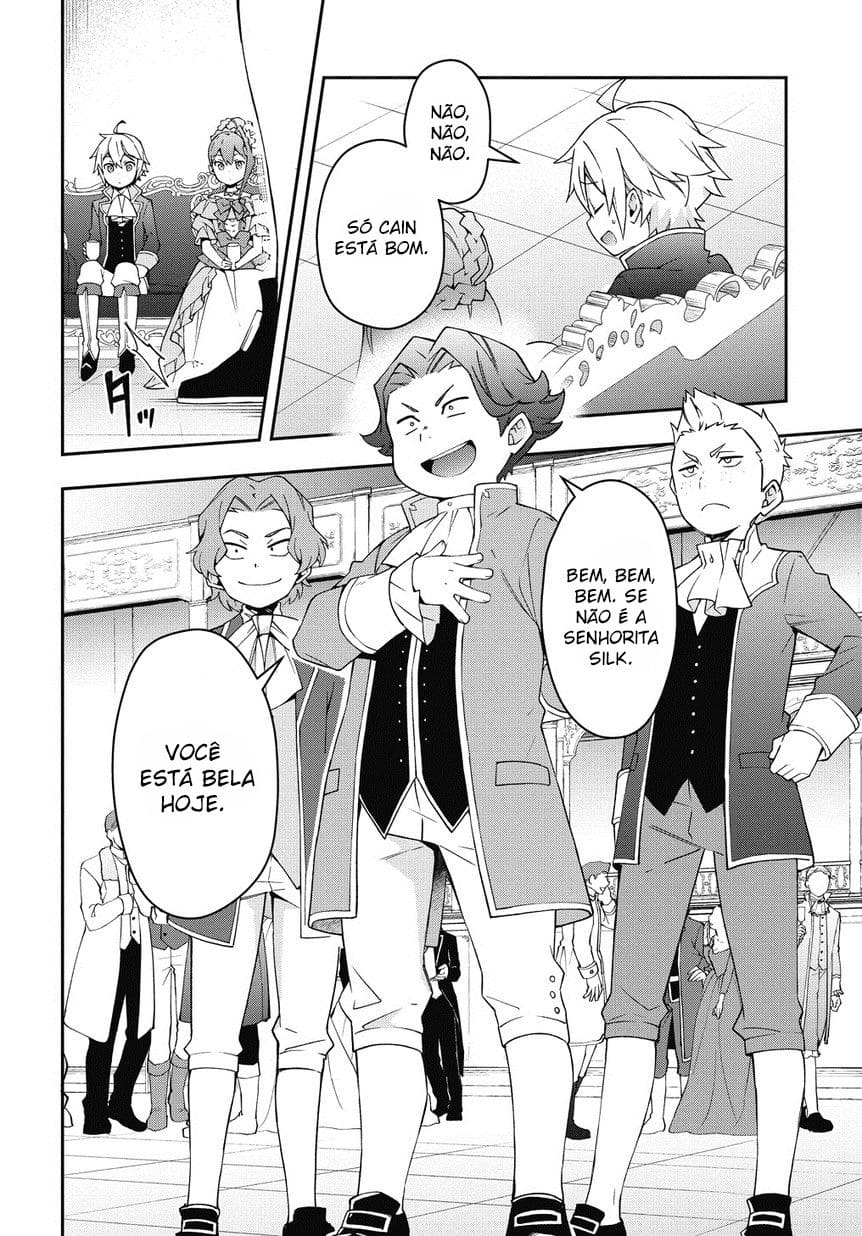 NÃO,
NÃO,
NÃO.
SÓ CAIN
ESTÁ BOM.
ダッ
BEM, BEM,
BEM. SE
NÃO É A
SENHORITA
SILK.
VOCÊ
ESTÁ BELA
HOJE.